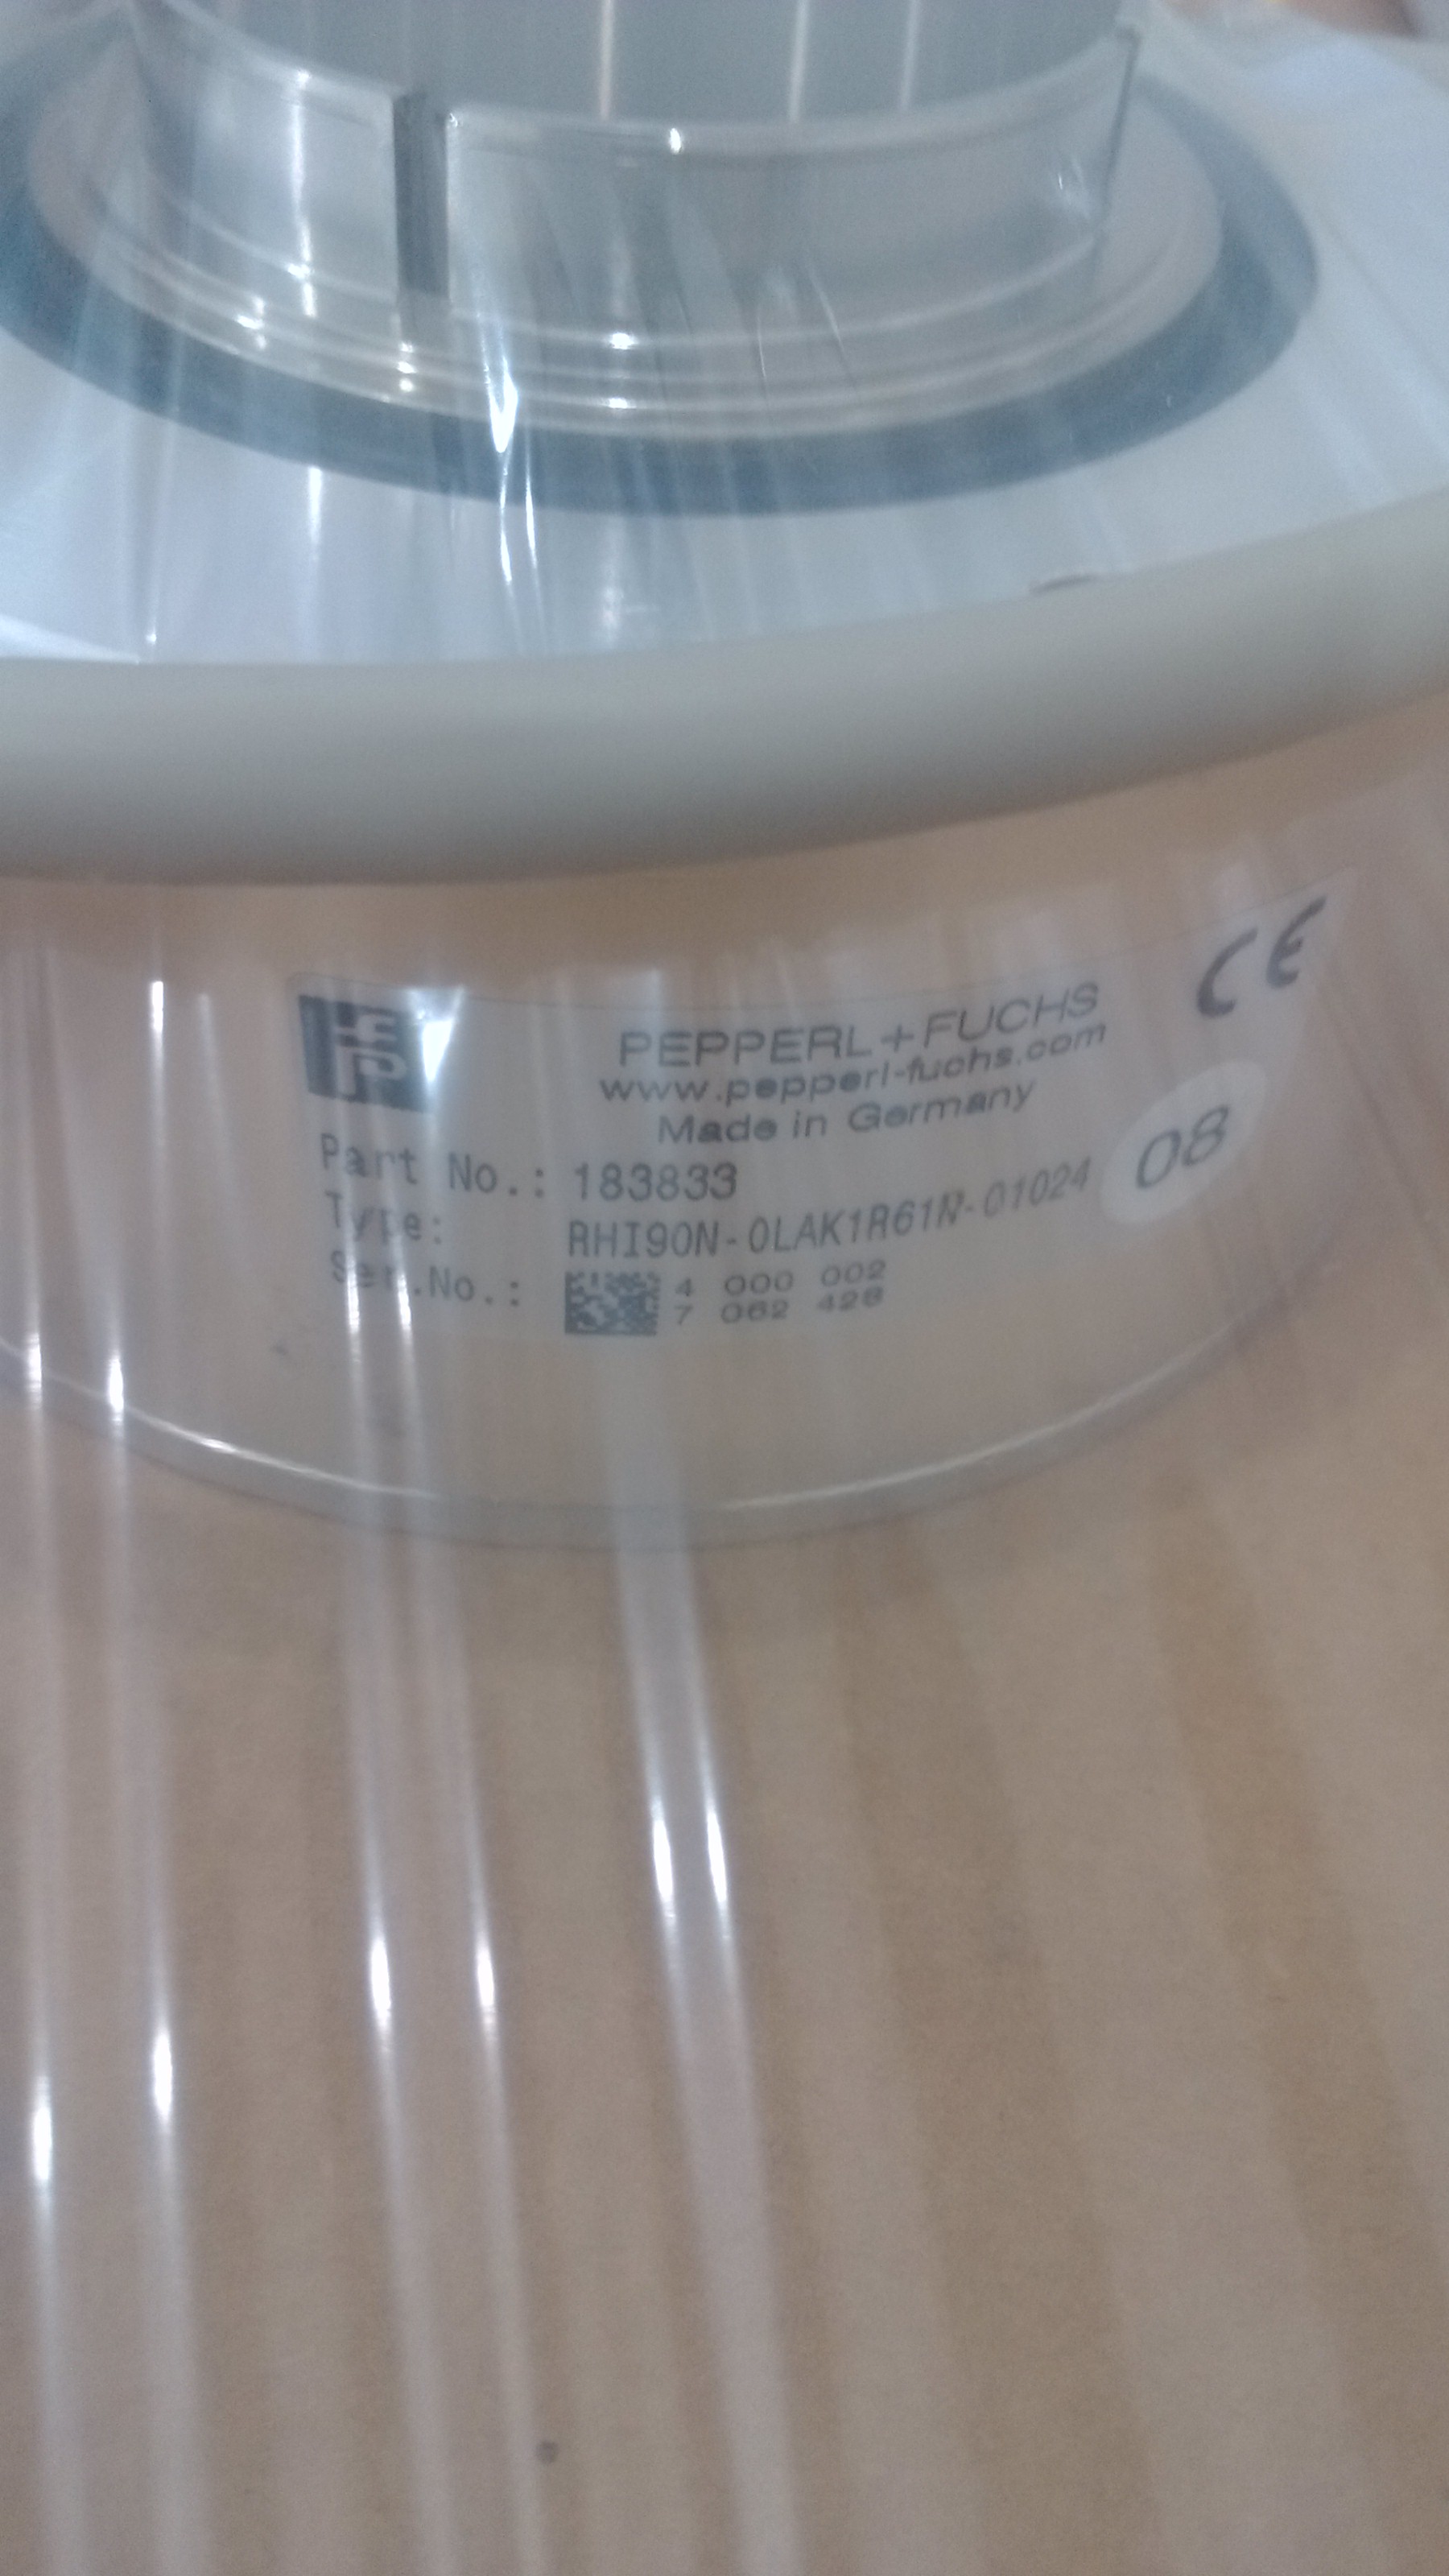 PEPPERL+FUCHS
www.pepperl-fuchs.com
Made in Germany
CE
08
Part No.: 183833
Type: RHI90N-0LAK1R61N-01024
Ser.No.: 4 000 002
7 062 428